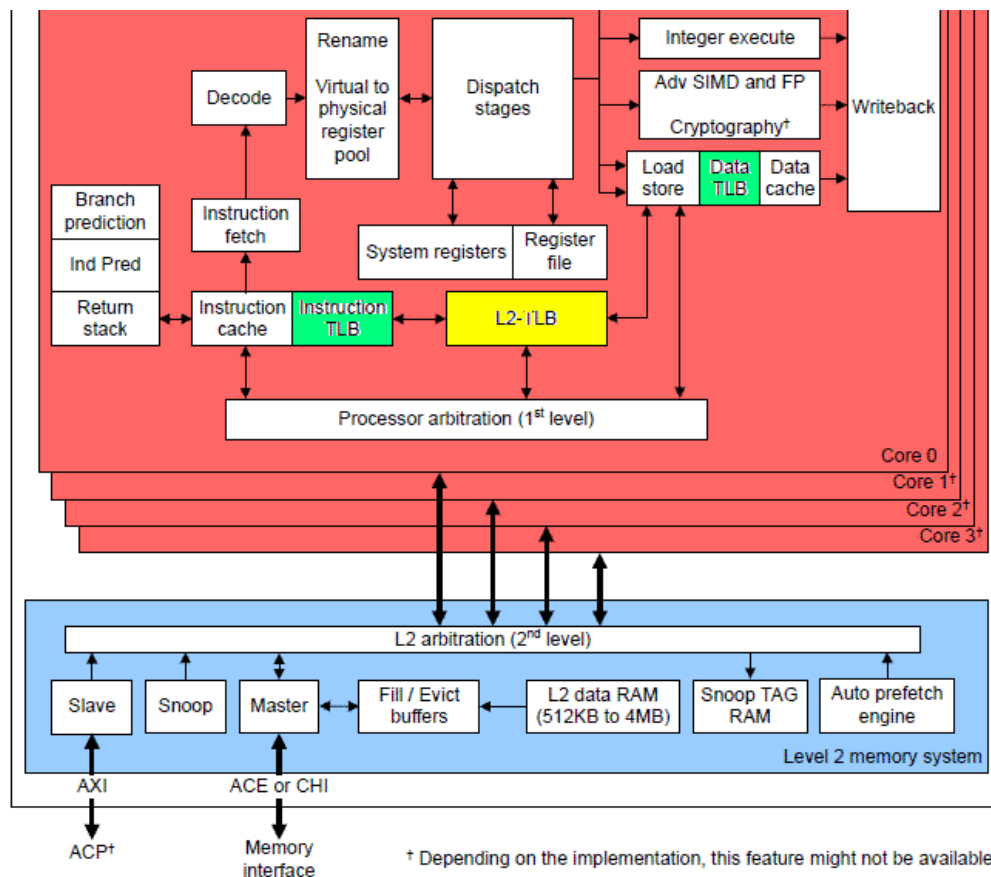 Rename
Virtual to
physical
register
pool
Decode
Dispatch
stages
Integer execute
Adv SIMD and FP
Cryptography†
Writeback
Load
store
Data
TLB
Data
cache
Branch
prediction
Ind Pred
Return
stack
Instruction
fetch
System registers
Register
file
Instruction
cache
Instruction
TLB
L2-TLB
Processor arbitration (1st level)
Core 0
Core 1†
Core 2†
Core 3†
L2 arbitration (2nd level)
Slave
Snoop
Master
Fill / Evict
buffers
L2 data RAM
(512KB to 4MB)
Snoop TAG
RAM
Auto prefetch
engine
Level 2 memory system
AXI
ACE or CHI
ACP†
Memory
interface
† Depending on the implementation, this feature might not be available